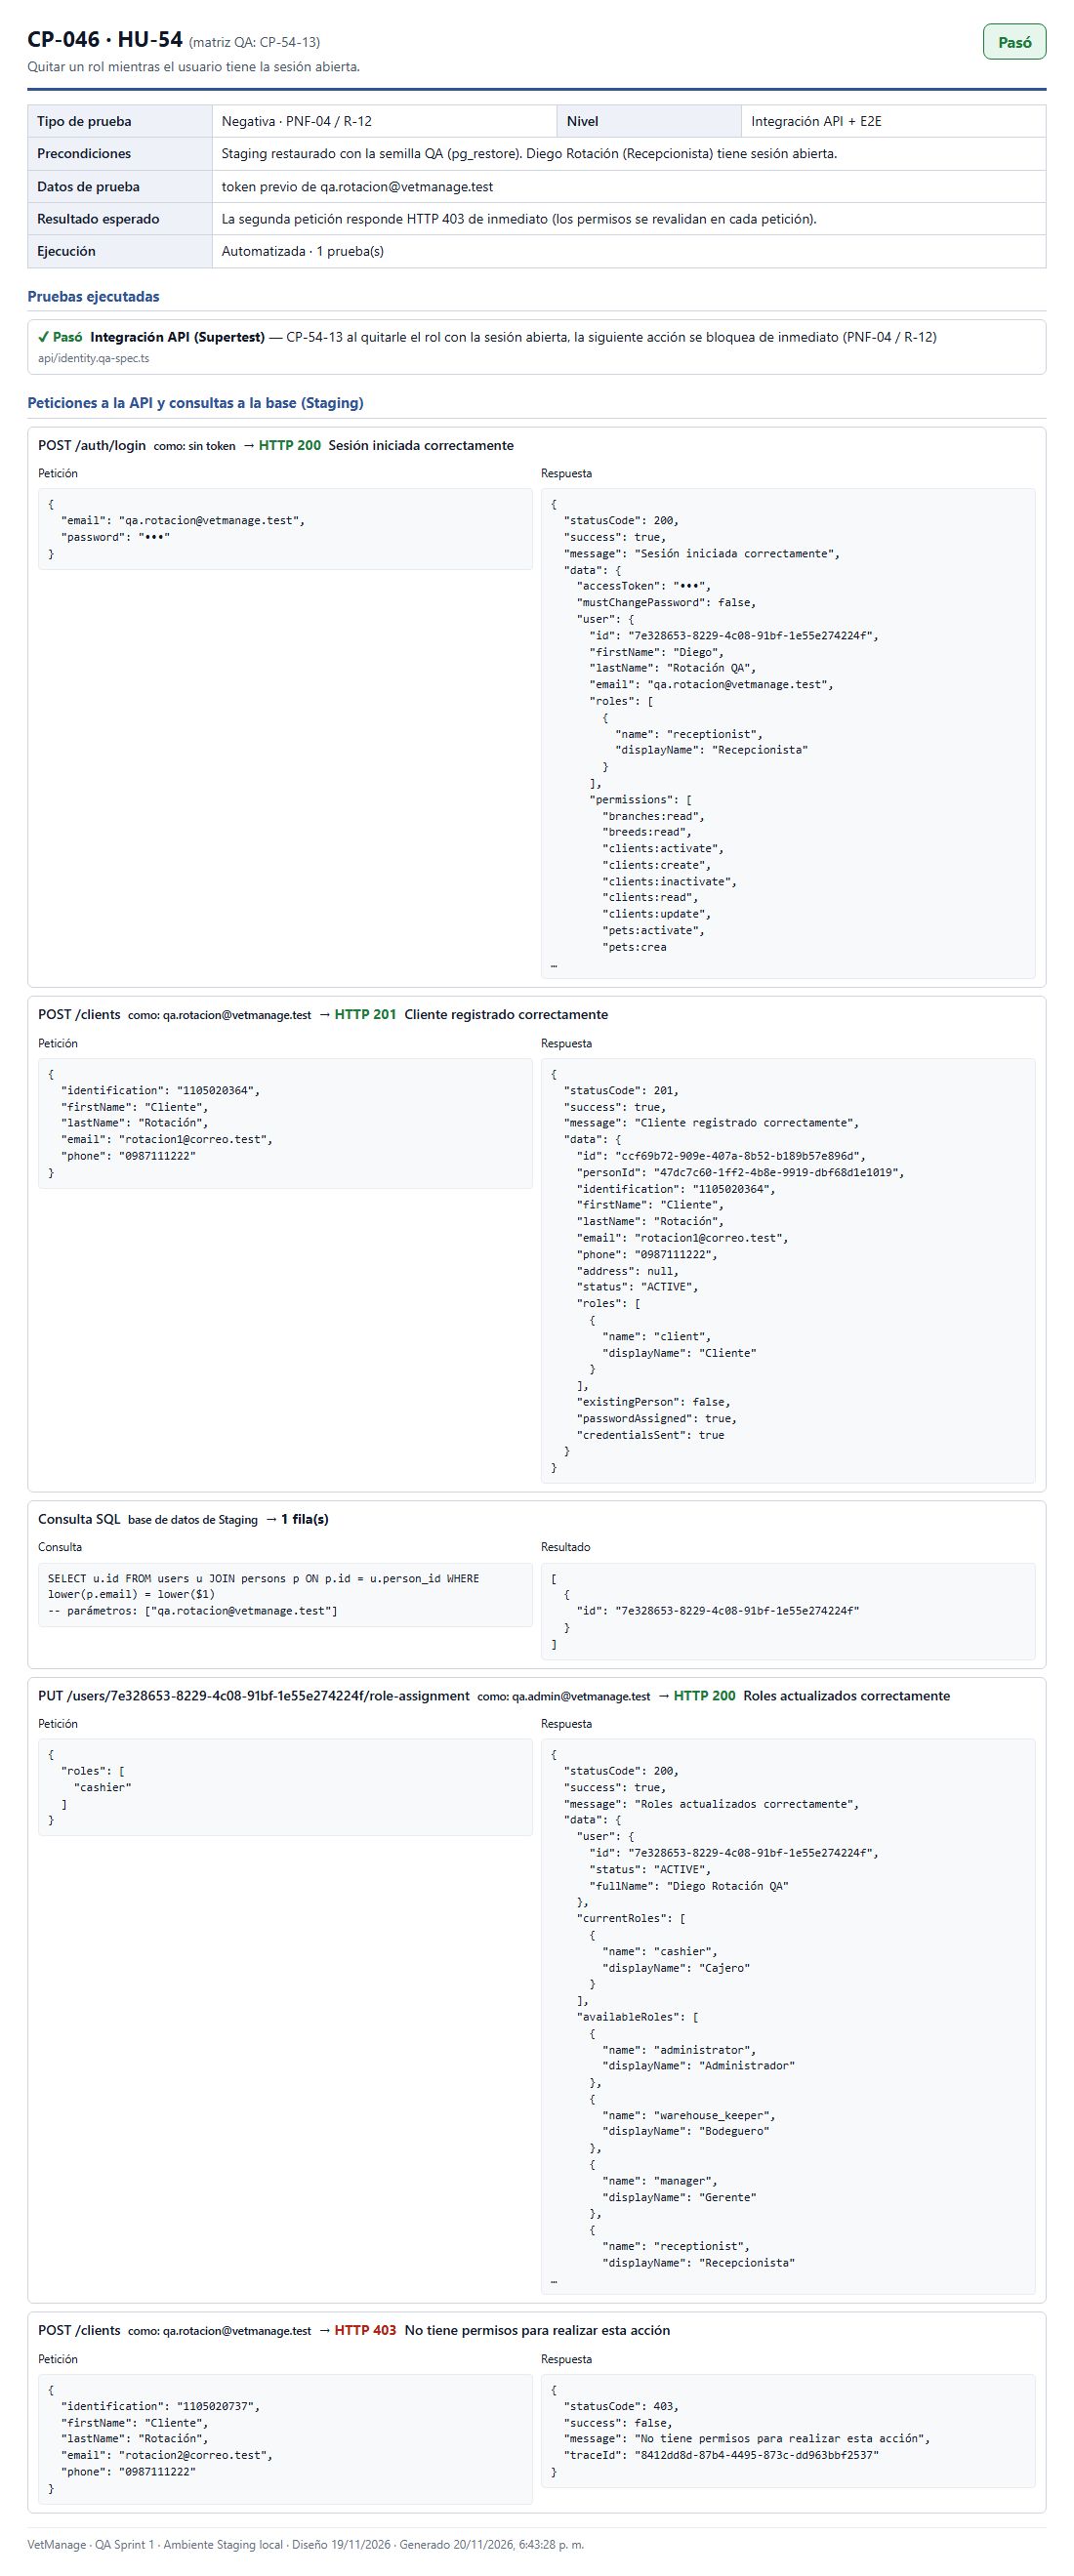 CP-046 · HU-54 (matriz QA: CP-54-13)
Pasó
Quitar un rol mientras el usuario tiene la sesión abierta.
Tipo de prueba Negativa · PNF-04 / R-12 Nivel Integración API + E2E
Precondiciones Staging restaurado con la semilla QA (pg_restore). Diego Rotación (Recepcionista) tiene sesión abierta.
Datos de prueba token previo de qa.rotacion@vetmanage.test
Resultado esperado La segunda petición responde HTTP 403 de inmediato (los permisos se revalidan en cada petición).
Ejecución Automatizada · 1 prueba(s)
Pruebas ejecutadas
✓ Pasó Integración API (Supertest) — CP-54-13 al quitarle el rol con la sesión abierta, la siguiente acción se bloquea de inmediato (PNF-04 / R-12)
api/identity.qa-spec.ts
Peticiones a la API y consultas a la base (Staging)
POST /auth/login como: sin token → HTTP 200 Sesión iniciada correctamente
Petición
{
"email": "qa.rotacion@vetmanage.test",
"password": "•••"
}
Respuesta
{
"statusCode": 200,
"success": true,
"message": "Sesión iniciada correctamente",
"data": {
"accessToken": "•••",
"mustChangePassword": false,
"user": {
"id": "7e328653-8229-4c08-91bf-1e55e274224f",
"firstName": "Diego",
"lastName": "Rotación QA",
"email": "qa.rotacion@vetmanage.test",
"roles": [
{
"name": "receptionist",
"displayName": "Recepcionista"
}
],
"permissions": [
"branches:read",
"breeds:read",
"clients:activate",
"clients:create",
"clients:inactivate",
"clients:read",
"clients:update",
"pets:activate",
"pets:crea
…
POST /clients como: qa.rotacion@vetmanage.test → HTTP 201 Cliente registrado correctamente
Petición
{
"identification": "1105020364",
"firstName": "Cliente",
"lastName": "Rotación",
"email": "rotacion1@correo.test",
"phone": "0987111222"
}
Respuesta
{
"statusCode": 201,
"success": true,
"message": "Cliente registrado correctamente",
"data": {
"id": "ccf69b72-909e-407a-8b52-b189b57e896d",
"personId": "47dc7c60-1ff2-4b8e-9919-dbf68d1e1019",
"identification": "1105020364",
"firstName": "Cliente",
"lastName": "Rotación",
"email": "rotacion1@correo.test",
"phone": "0987111222",
"address": null,
"status": "ACTIVE",
"roles": [
{
"name": "client",
"displayName": "Cliente"
}
],
"existingPerson": false,
"passwordAssigned": true,
"credentialsSent": true
}
}
Consulta SQL base de datos de Staging → 1 fila(s)
Consulta
SELECT u.id FROM users u JOIN persons p ON p.id = u.person_id WHERE
lower(p.email) = lower($1)
-- parámetros: ["qa.rotacion@vetmanage.test"]
Resultado
[
{
"id": "7e328653-8229-4c08-91bf-1e55e274224f"
}
]
PUT /users/7e328653-8229-4c08-91bf-1e55e274224f/role-assignment como: qa.admin@vetmanage.test → HTTP 200 Roles actualizados correctamente
Petición
{
"roles": [
"cashier"
]
}
Respuesta
{
"statusCode": 200,
"success": true,
"message": "Roles actualizados correctamente",
"data": {
"user": {
"id": "7e328653-8229-4c08-91bf-1e55e274224f",
"status": "ACTIVE",
"fullName": "Diego Rotación QA"
},
"currentRoles": [
{
"name": "cashier",
"displayName": "Cajero"
}
],
"availableRoles": [
{
"name": "administrator",
"displayName": "Administrador"
},
{
"name": "warehouse_keeper",
"displayName": "Bodeguero"
},
{
"name": "manager",
"displayName": "Gerente"
},
{
"name": "receptionist",
"displayName": "Recepcionista"
…
POST /clients como: qa.rotacion@vetmanage.test → HTTP 403 No tiene permisos para realizar esta acción
Petición
{
"identification": "1105020737",
"firstName": "Cliente",
"lastName": "Rotación",
"email": "rotacion2@correo.test",
"phone": "0987111222"
}
Respuesta
{
"statusCode": 403,
"success": false,
"message": "No tiene permisos para realizar esta acción",
"traceId": "8412dd8d-87b4-4495-873c-dd963bbf2537"
}
VetManage · QA Sprint 1 · Ambiente Staging local · Diseño 19/11/2026 · Generado 20/11/2026, 6:43:28 p. m.